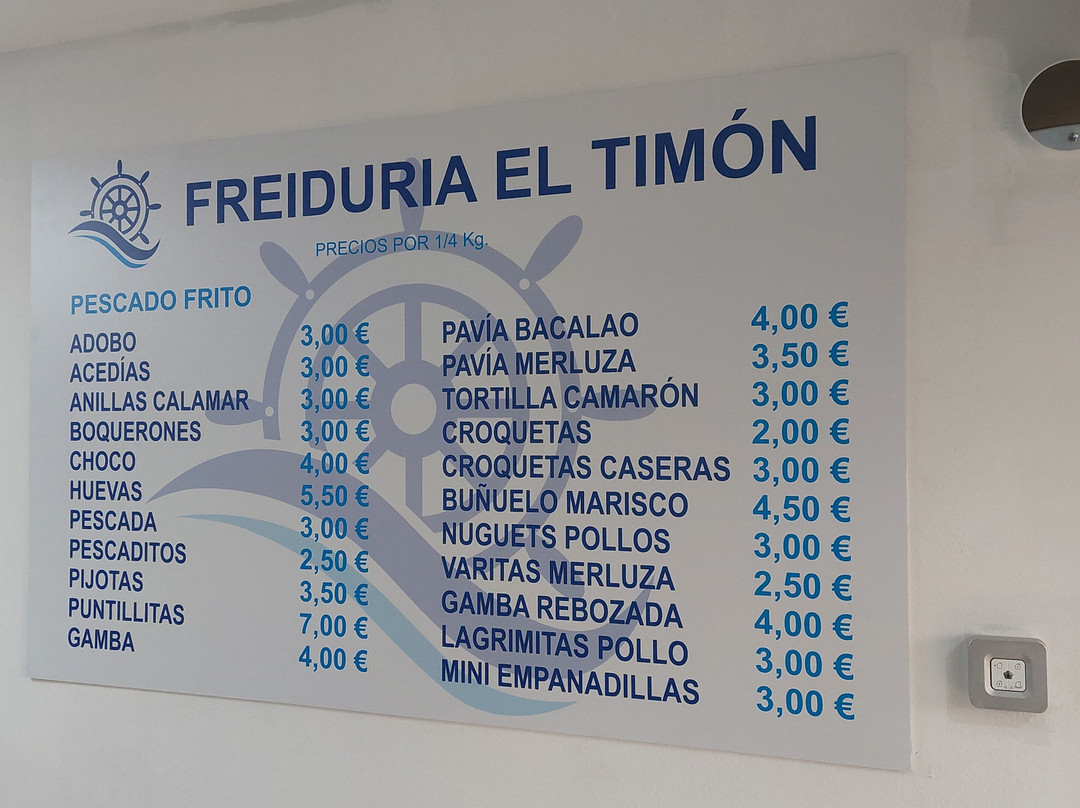 FREIDURIA EL TIMÓN
PRECIOS POR 1/4 Kg.
PESCADO FRITO
ADOBO 3,00 €
ACEDÍAS 3,00 €
ANILLAS CALAMAR 3,00 €
BOQUERONES 3,00 €
CHOCO 4,00 €
HUEVAS 5,50 €
PESCADA 3,00 €
PESCADITOS 2,50 €
PIJOTAS 3,50 €
PUNTILLITAS 7,00 €
GAMBA 4,00 €
PAVÍA BACALAO 4,00 €
PAVÍA MERLUZA 3,50 €
TORTILLA CAMARÓN 3,00 €
CROQUETAS 2,00 €
CROQUETAS CASERAS 3,00 €
BUÑUELO MARISCO 4,50 €
NUGUETS POLLOS 3,00 €
VARITAS MERLUZA 2,50 €
GAMBA REBOZADA 4,00 €
LAGRIMITAS POLLO 3,00 €
MINI EMPANADILLAS 3,00 €